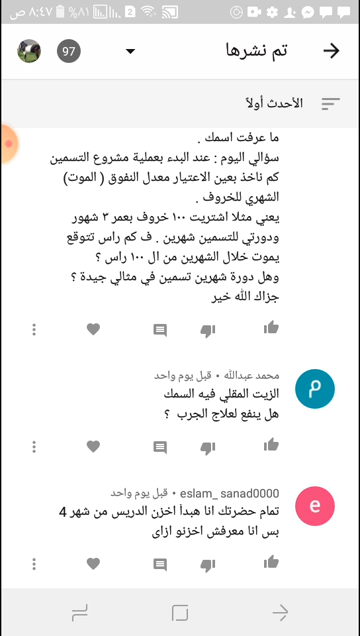 ٨:٤٧ ص
٨١%
تم نشرها
97
الأحدث أولاً
ما عرفت اسمك .
سؤالي اليوم : عند البدء بعملية مشروع التسمين
كم ناخذ بعين الاعتبار معدل النفوق ( الموت)
الشهري للخروف .
يعني مثلا اشتريت ١٠٠ خروف بعمر ٣ شهور
ودورتي للتسمين شهرين . ف كم راس تتوقع
يموت خلال الشهرين من ال ١٠٠ راس ؟
وهل دورة شهرين تسمين في مثالي جيدة ؟
جزاك الله خير
محمد عبدالله • قبل يوم واحد
م
الزيت المقلي فيه السمك
هل ينفع لعلاج الجرب ؟
eslam_ sanad0000 • قبل يوم واحد
e
تمام حضرتك انا هبدأ اخزن الدريس من شهر 4
بس انا معرفش اخزنو ازاى